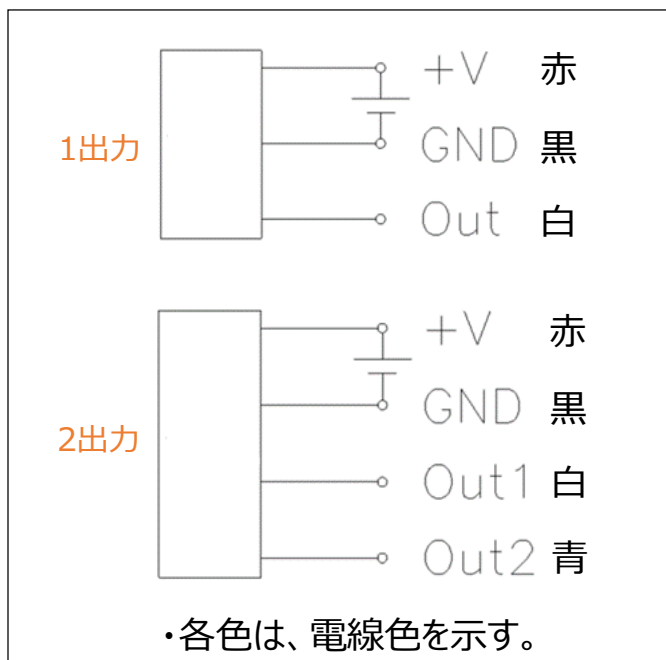 +V 赤
1出力
GND 黒
Out 白
+V 赤
GND 黒
2出力
Out1 白
Out2 青
・各色は、電線色を示す。